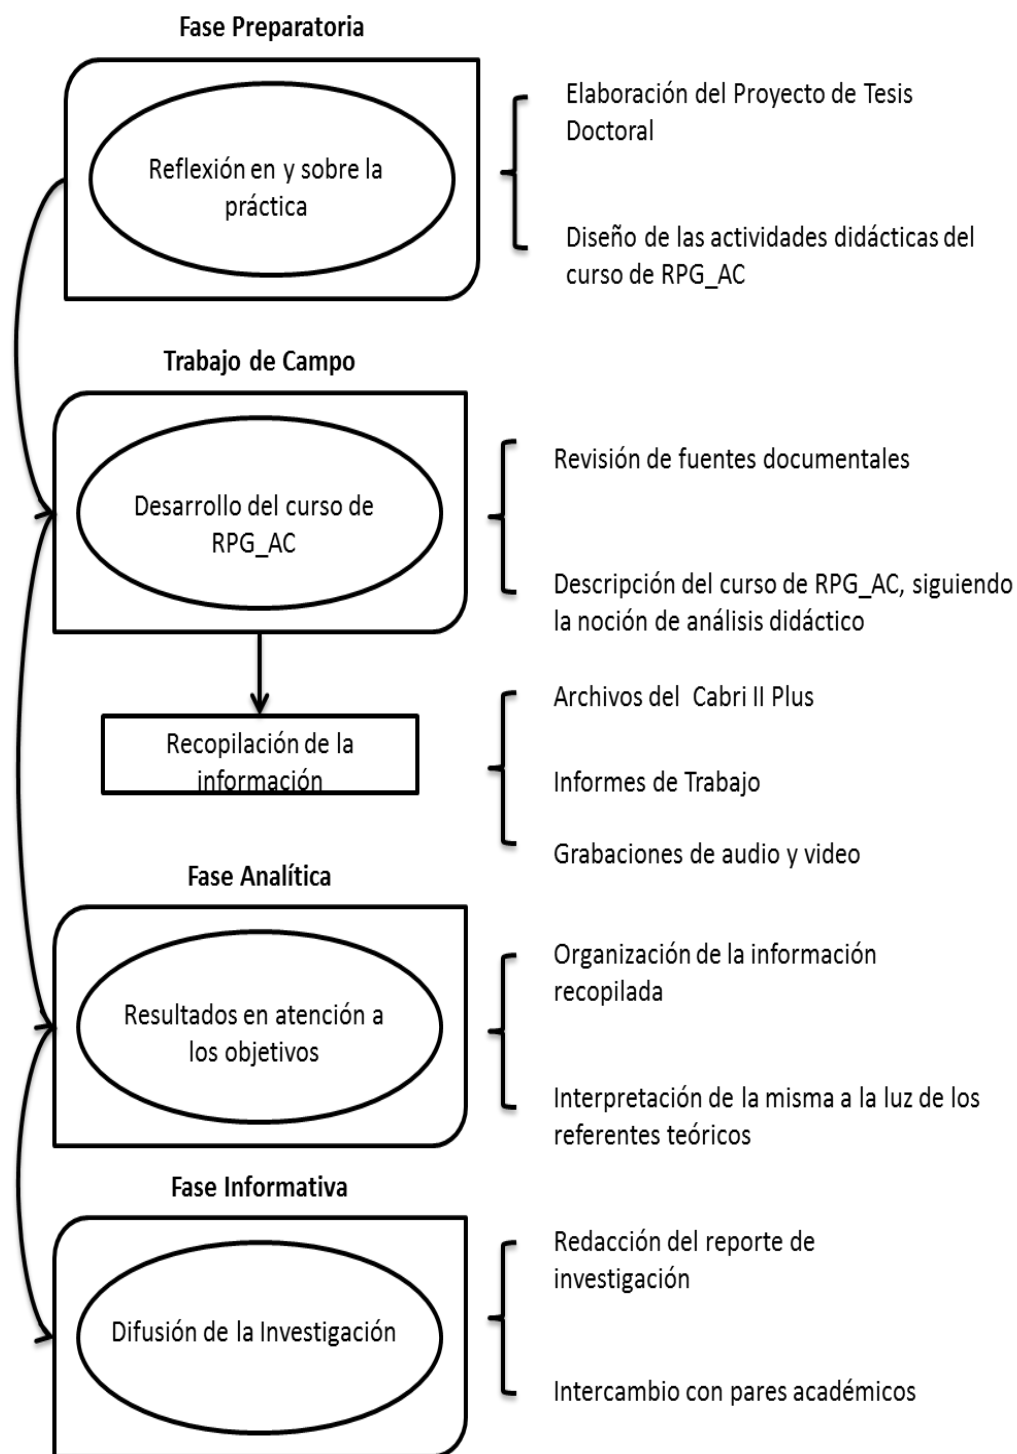 Fase Preparatoria
Reflexión en y sobre la
práctica
Elaboración del Proyecto de Tesis
Doctoral
Diseño de las actividades didácticas del
curso de RPG_AC
Trabajo de Campo
Desarrollo del curso de
RPG_AC
Revisión de fuentes documentales
Descripción del curso de RPG_AC, siguiendo
la noción de análisis didáctico
Recopilación de la
información
Archivos del Cabri II Plus
Informes de Trabajo
Grabaciones de audio y video
Fase Analítica
Resultados en atención a
los objetivos
Organización de la información
recopilada
Interpretación de la misma a la luz de los
referentes teóricos
Fase Informativa
Difusión de la Investigación
Redacción del reporte de
investigación
Intercambio con pares académicos